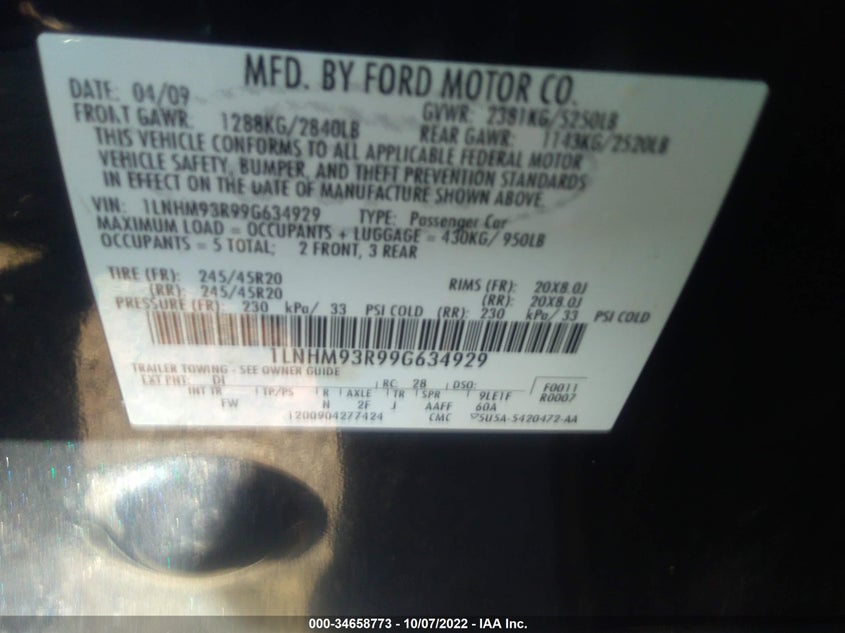 MFD. BY FORD MOTOR CO.
DATE: 04/09 GVWR: 2381KG/5250LB
FRONT GAWR: 1288KG/2840LB REAR GAWR: 1143KG/2520LB
THIS VEHICLE CONFORMS TO ALL APPLICABLE FEDERAL MOTOR
VEHICLE SAFETY, BUMPER, AND THEFT PREVENTION STANDARDS
IN EFFECT ON THE DATE OF MANUFACTURE SHOWN ABOVE.
VIN: 1LNHM93R99G634929 TYPE: Passenger Car
MAXIMUM LOAD = OCCUPANTS + LUGGAGE = 430KG/ 950LB
OCCUPANTS = 5 TOTAL; 2 FRONT, 3 REAR
TIRE (FR): 245/45R20 RIMS (FR): 20X8.0J
(RR): 245/45R20 (RR): 20X8.0J
PRESSURE (FR): 230 kPa/ 33 PSI COLD (RR): 230 kPa/33 PSI COLD
1LNHM93R99G634929
TRAILER TOWING - SEE OWNER GUIDE
EXT PNT: DI RC 28 DSO: F0011
INT TR TP/PS R AXLE TR SPR 9LE1F R0007
FW N 2F J AAFF 60A
1200904277424 CMC 5U5A-5420472-AA
000-34658773 - 10/07/2022 - IAA Inc.